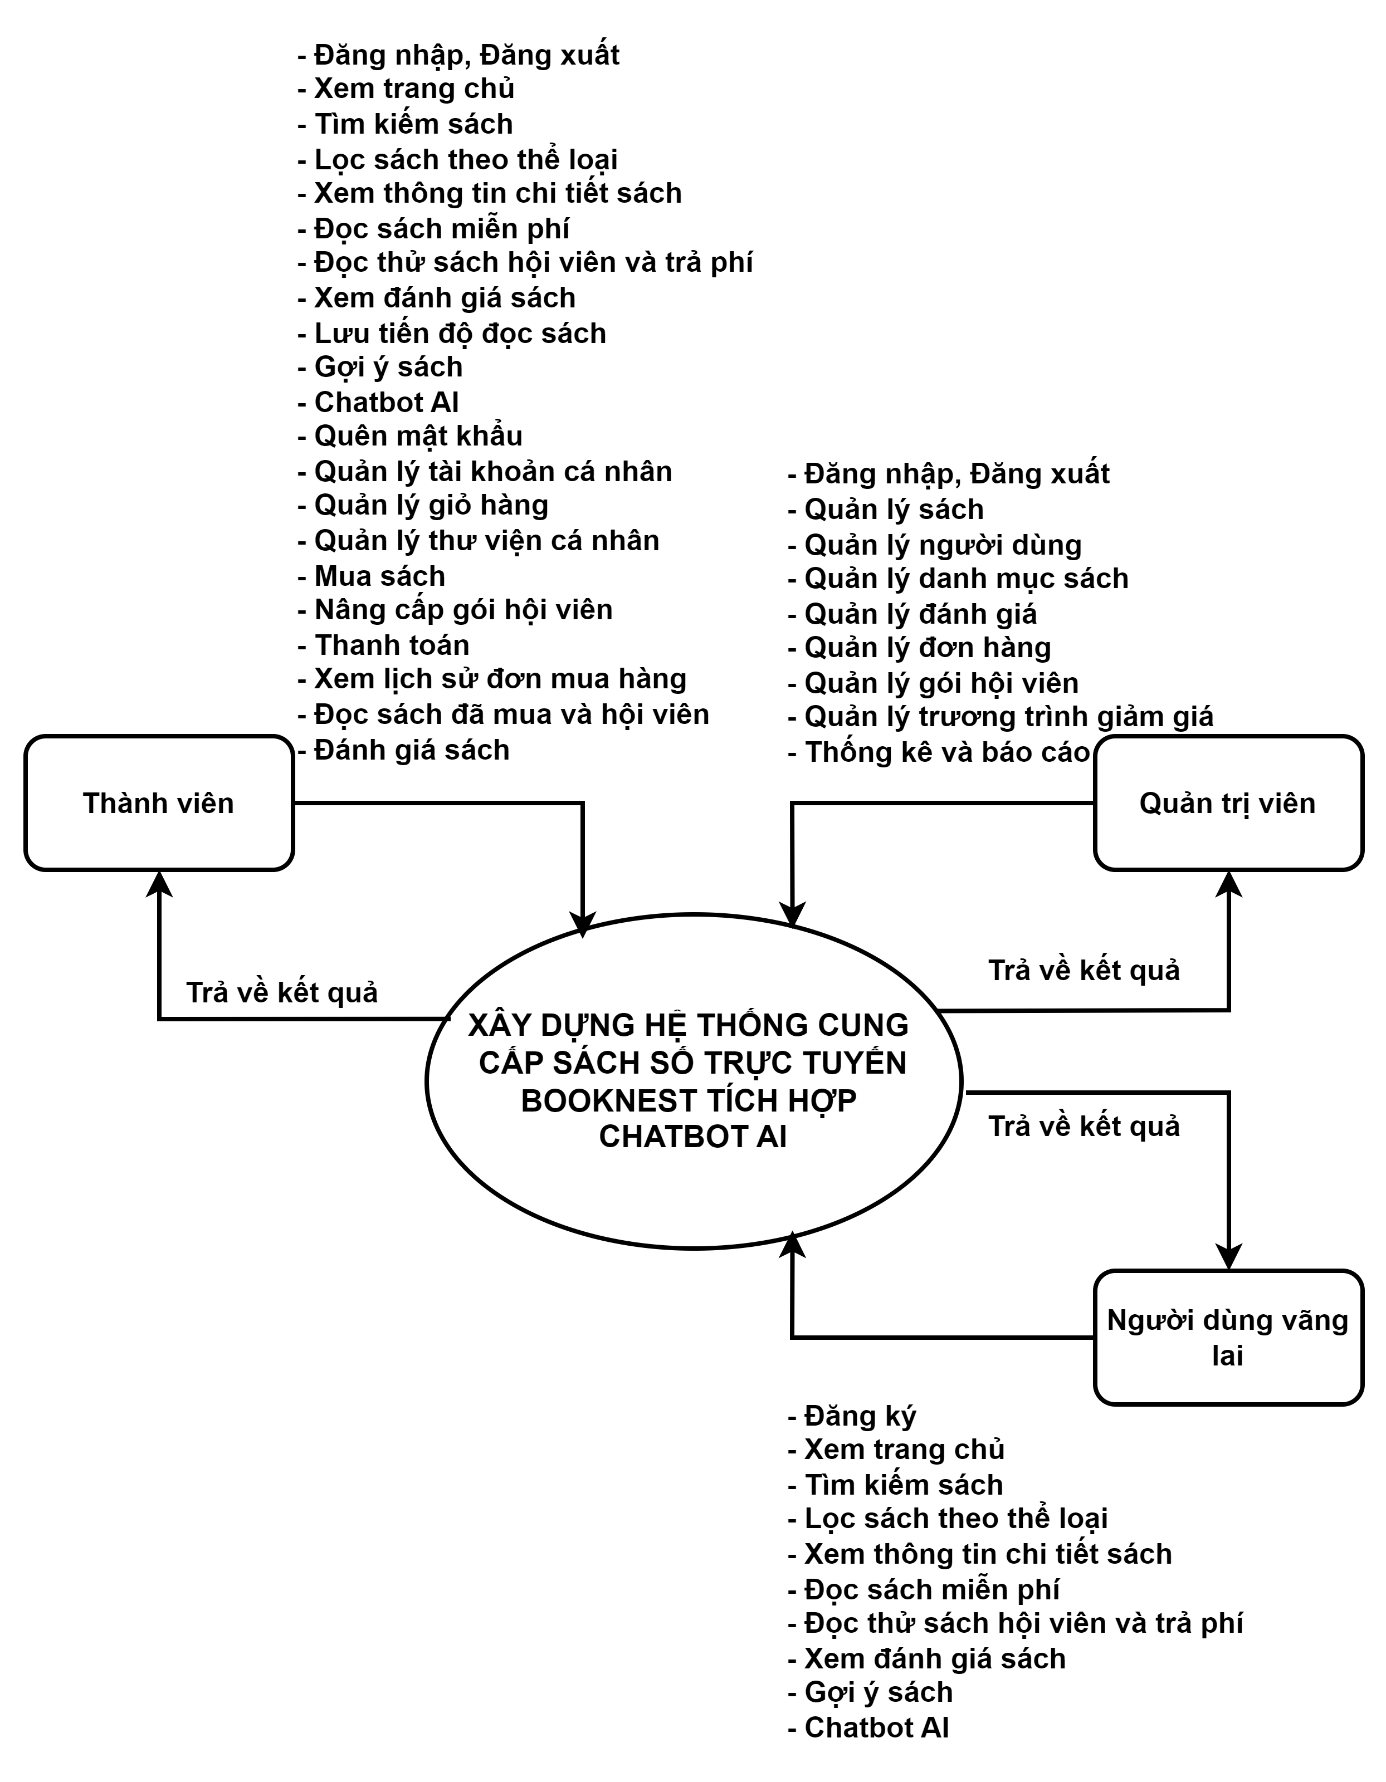 - Đăng nhập, Đăng xuất
- Xem trang chủ
- Tìm kiếm sách
- Lọc sách theo thể loại
- Xem thông tin chi tiết sách
- Đọc sách miễn phí
- Đọc thử sách hội viên và trả phí
- Xem đánh giá sách
- Lưu tiến độ đọc sách
- Gợi ý sách
- Chatbot AI
- Quên mật khẩu
- Quản lý tài khoản cá nhân
- Quản lý giỏ hàng
- Quản lý thư viện cá nhân
- Mua sách
- Nâng cấp gói hội viên
- Thanh toán
- Xem lịch sử đơn mua hàng
- Đọc sách đã mua và hội viên
- Đánh giá sách
- Đăng nhập, Đăng xuất
- Quản lý sách
- Quản lý người dùng
- Quản lý danh mục sách
- Quản lý đánh giá
- Quản lý đơn hàng
- Quản lý gói hội viên
- Quản lý trương trình giảm giá
- Thống kê và báo cáo
Thành viên
Quản trị viên
Trả về kết quả
Trả về kết quả
XÂY DỰNG HỆ THỐNG CUNG
CẤP SÁCH SỐ TRỰC TUYẾN
BOOKNEST TÍCH HỢP
CHATBOT AI
Trả về kết quả
Người dùng vãng
lai
- Đăng ký
- Xem trang chủ
- Tìm kiếm sách
- Lọc sách theo thể loại
- Xem thông tin chi tiết sách
- Đọc sách miễn phí
- Đọc thử sách hội viên và trả phí
- Xem đánh giá sách
- Gợi ý sách
- Chatbot AI